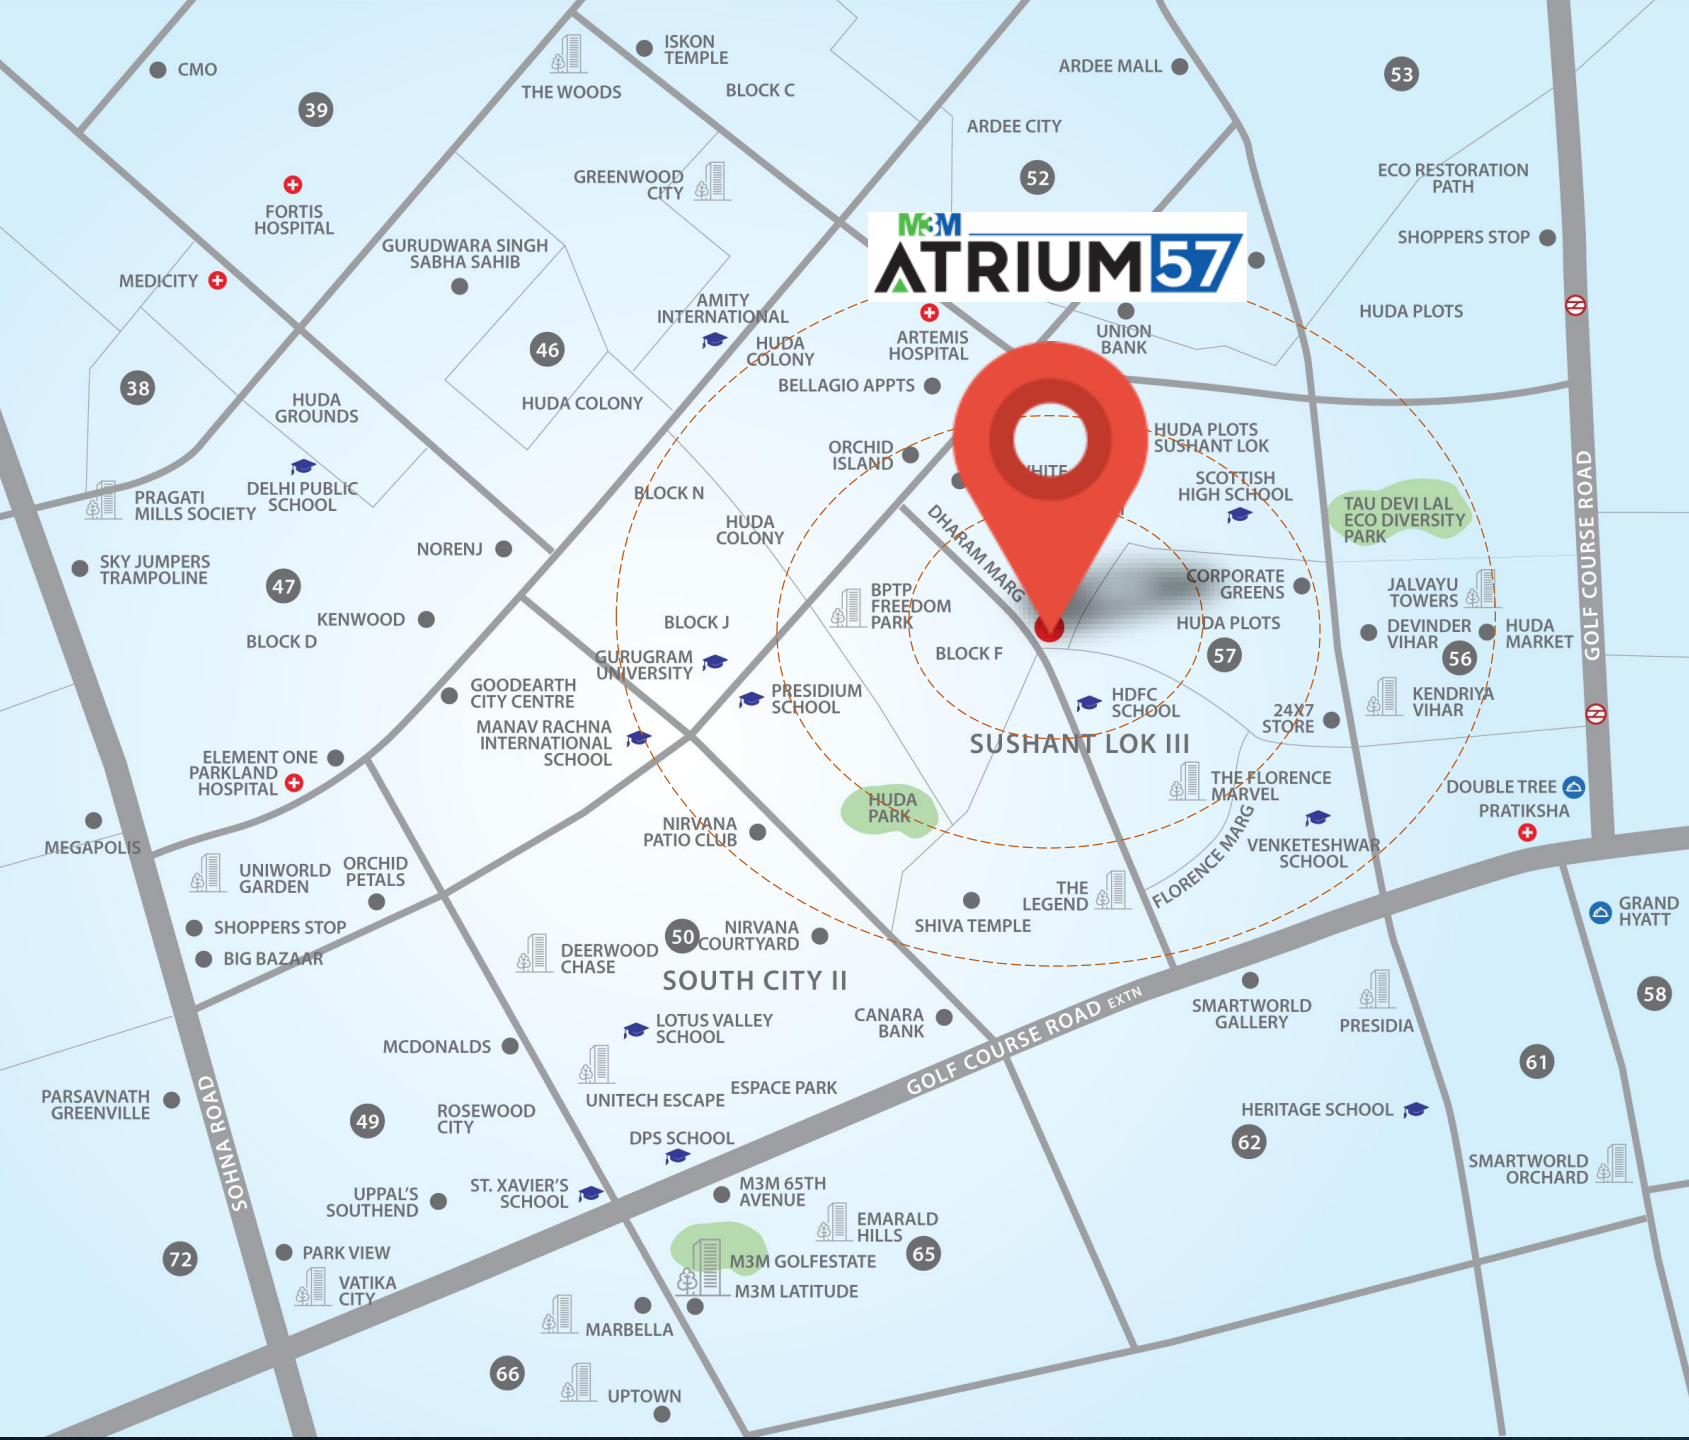 ISKON
TEMPLE
CMO
THE WOODS
BLOCK C
ARDEE MALL
53
39
ARDEE CITY
GREENWOOD
CITY
52
ECO RESTORATION
PATH
FORTIS
HOSPITAL
M3M
ATRIUM 57
SHOPPERS STOP
GURUDWARA SINGH
SABHA SAHIB
MEDICITY
AMITY
INTERNATIONAL
HUDA PLOTS
UNION
BANK
ARTEMIS
HOSPITAL
HUDA
COLONY
46
38
BELLAGIO APPTS
HUDA
GROUNDS
HUDA COLONY
HUDA PLOTS
SUSHANT LOK
ORCHID
ISLAND
WHITE
SCOTTISH
HIGH SCHOOL
DELHI PUBLIC
SCHOOL
PRAGATI
MILLS SOCIETY
BLOCK N
TAU DEVI LAL
ECO DIVERSITY
PARK
HUDA
COLONY
DHARAM MARG
GOLF COURSE ROAD
NORENJ
SKY JUMPERS
TRAMPOLINE
47
CORPORATE
GREENS
JALVAYU
TOWERS
BPTP
FREEDOM
PARK
KENWOOD
BLOCK J
HUDA PLOTS
DEVINDER
VIHAR
HUDA
MARKET
BLOCK D
BLOCK F
57
56
GURUGRAM
UNIVERSITY
GOODEARTH
CITY CENTRE
PRESIDIUM
SCHOOL
HDFC
SCHOOL
KENDRIYA
VIHAR
24X7
STORE
MANAV RACHNA
INTERNATIONAL
SCHOOL
SUSHANT LOK III
ELEMENT ONE
PARKLAND
HOSPITAL
THE FLORENCE
MARVEL
DOUBLE TREE
PRATIKSHA
HUDA
PARK
MEGAPOLIS
NIRVANA
PATIO CLUB
FLORENCE MARG
VENKETESHWAR
SCHOOL
UNIWORLD
GARDEN
ORCHID
PETALS
THE
LEGEND
SHIVA TEMPLE
GRAND
HYATT
SHOPPERS STOP
BIG BAZAAR
50
NIRVANA
COURTYARD
DEERWOOD
CHASE
SOUTH CITY II
58
LOTUS VALLEY
SCHOOL
CANARA
BANK
GOLF COURSE ROAD EXTN
SMARTWORLD
GALLERY
PRESIDIA
MCDONALDS
61
UNITECH ESCAPE
ESPACE PARK
PARSAVNATH
GREENVILLE
SOHNA ROAD
49
ROSEWOOD
CITY
HERITAGE SCHOOL
DPS SCHOOL
62
SMARTWORLD
ORCHARD
UPPAL'S
SOUTHEND
ST. XAVIER'S
SCHOOL
M3M 65TH
AVENUE
EMARALD
HILLS
65
72
PARK VIEW
M3M GOLFESTATE
VATIKA
CITY
M3M LATITUDE
MARBELLA
66
UPTOWN